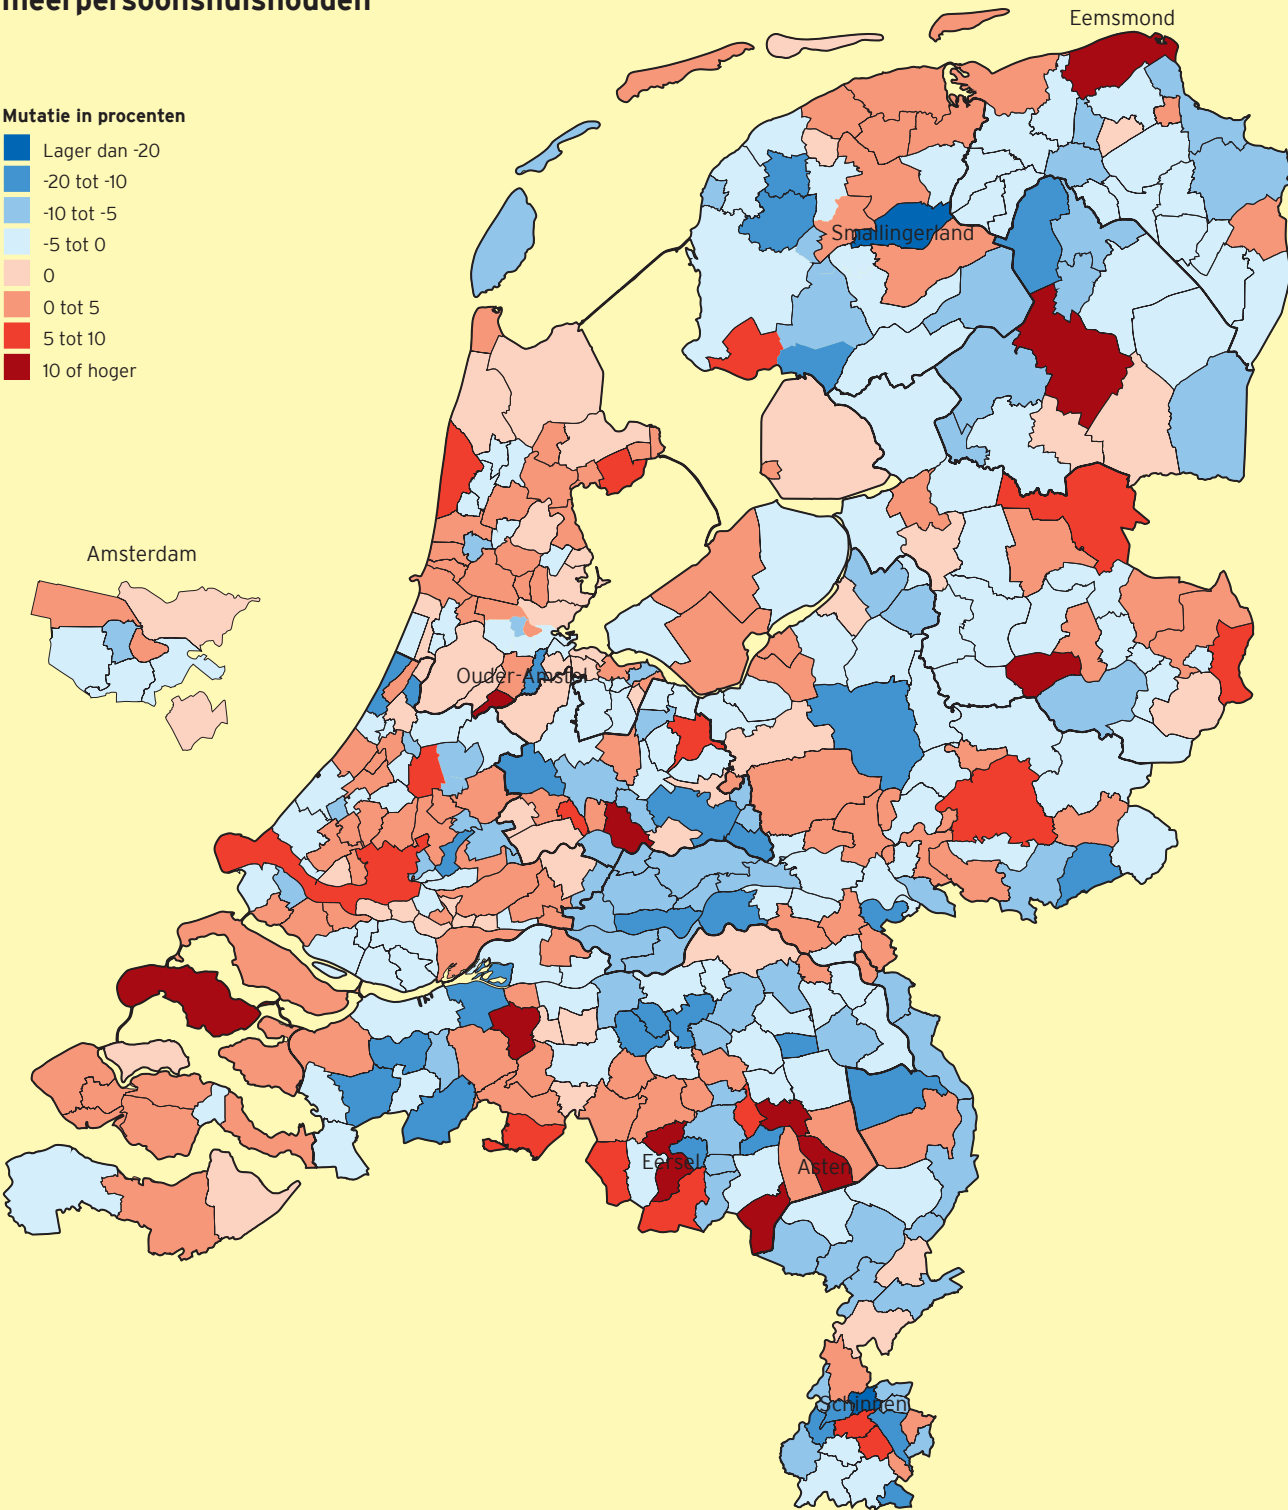 meerpersoonshuishouden
Eemsmond
Mutatie in procenten
Lager dan -20
-20 tot -10
-10 tot -5
-5 tot 0
0
0 tot 5
5 tot 10
10 of hoger
Smallingerland
Amsterdam
Ouder-Amstel
Eersel
Asten
Schinnen